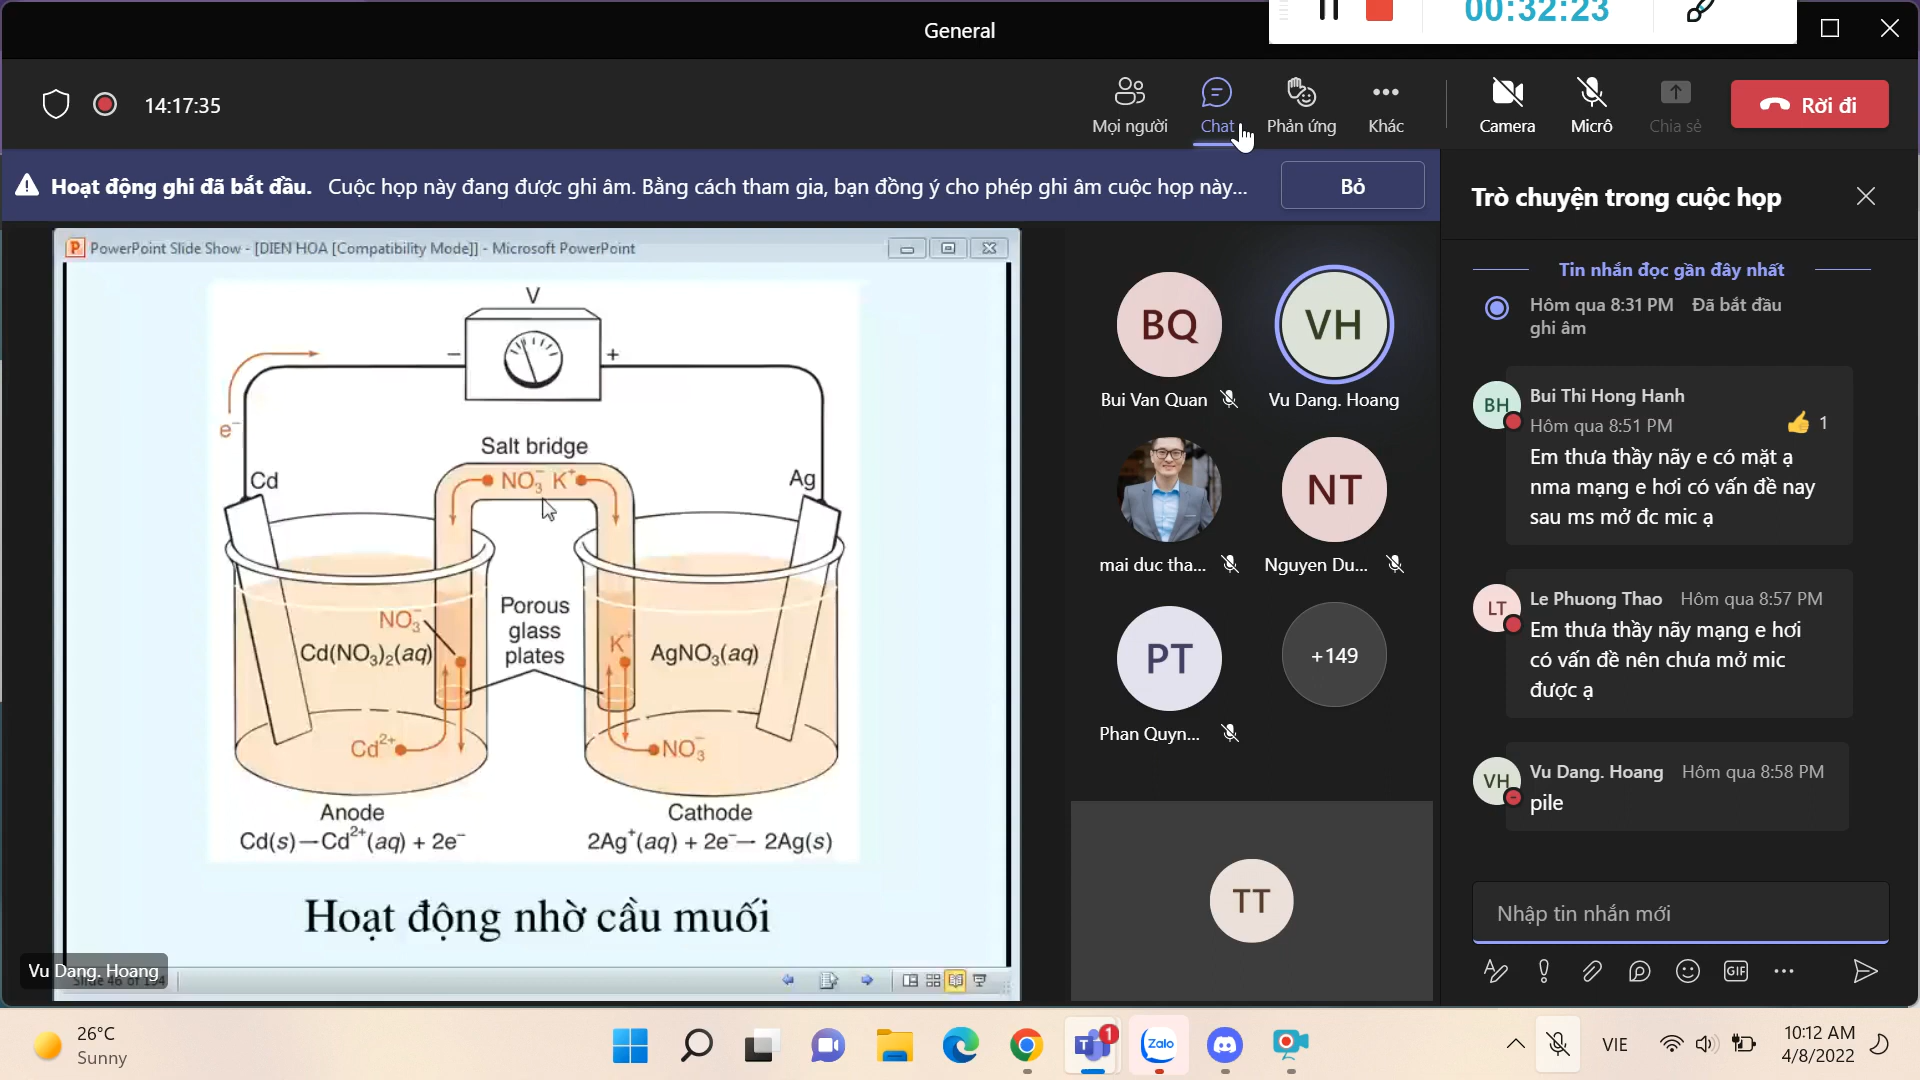 General
00:32:23
14:17:35
Mọi người
Chat
Phản ứng
Khác
Camera
Micrô
Chia sẻ
Rời đi
Hoạt động ghi đã bắt đầu. Cuộc họp này đang được ghi âm. Bằng cách tham gia, bạn đồng ý cho phép ghi âm cuộc họp này...
Bỏ
PowerPoint Slide Show - [DIEN HOA [Compatibility Mode]] - Microsoft PowerPoint
V
− +
e⁻
Salt bridge
NO₃⁻ K⁺
Cd
Ag
NO₃⁻
Porous
glass
plates
K⁺
Cd(NO₃)₂(aq)
AgNO₃(aq)
Cd²⁺
NO₃⁻
Anode
Cd(s)—Cd²⁺(aq) + 2e⁻
Cathode
2Ag⁺(aq) + 2e⁻— 2Ag(s)
Hoạt động nhờ cầu muối
Vu Dang. Hoang
Slide 46 of 194
BQ
Bui Van Quan
VH
Vu Dang. Hoang
mai duc tha...
NT
Nguyen Du...
PT
Phan Quyn...
+149
TT
Trò chuyện trong cuộc họp
Tin nhắn đọc gần đây nhất
Hôm qua 8:31 PM Đã bắt đầu
ghi âm
BH
Bui Thi Hong Hanh
Hôm qua 8:51 PM
👍 1
Em thưa thầy nãy e có mặt ạ
nma mạng e hơi có vấn đề nay
sau ms mở đc mic ạ
LT
Le Phuong Thao Hôm qua 8:57 PM
Em thưa thầy nãy mạng e hơi
có vấn đề nên chưa mở mic
được ạ
VH
Vu Dang. Hoang Hôm qua 8:58 PM
pile
Nhập tin nhắn mới
GIF
26°C
Sunny
T
1
Zalo
VIE
10:12 AM
4/8/2022